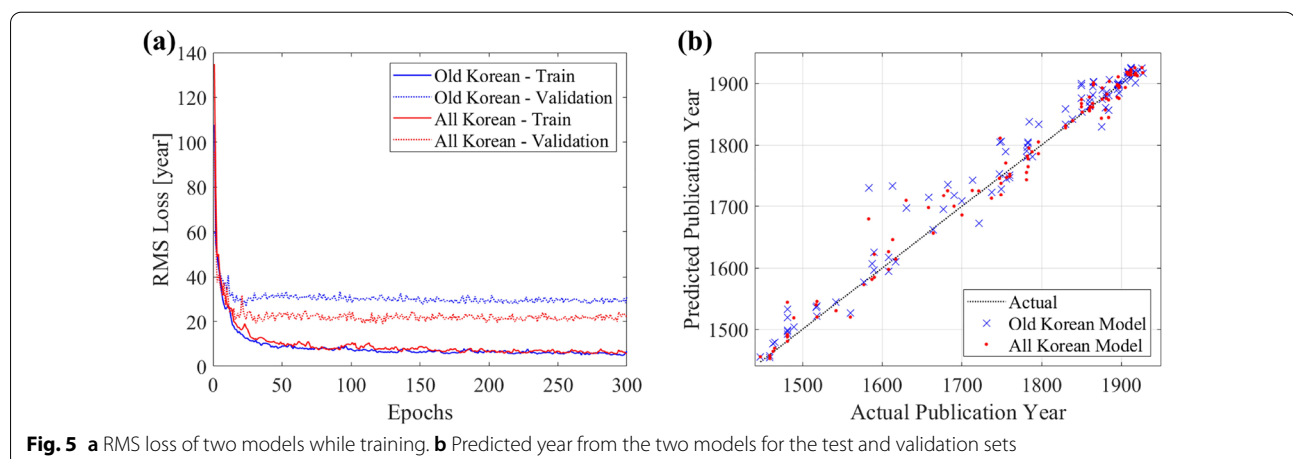 (a)
140
120
100
80
60
40
20
0
RMS Loss [year]
0 50 100 150 200 250 300
Epochs
Old Korean - Train
Old Korean - Validation
All Korean - Train
All Korean - Validation
(b)
1900
1800
1700
1600
1500
Predicted Publication Year
1500 1600 1700 1800 1900
Actual Publication Year
Actual
Old Korean Model
All Korean Model
Fig. 5 a RMS loss of two models while training. b Predicted year from the two models for the test and validation sets